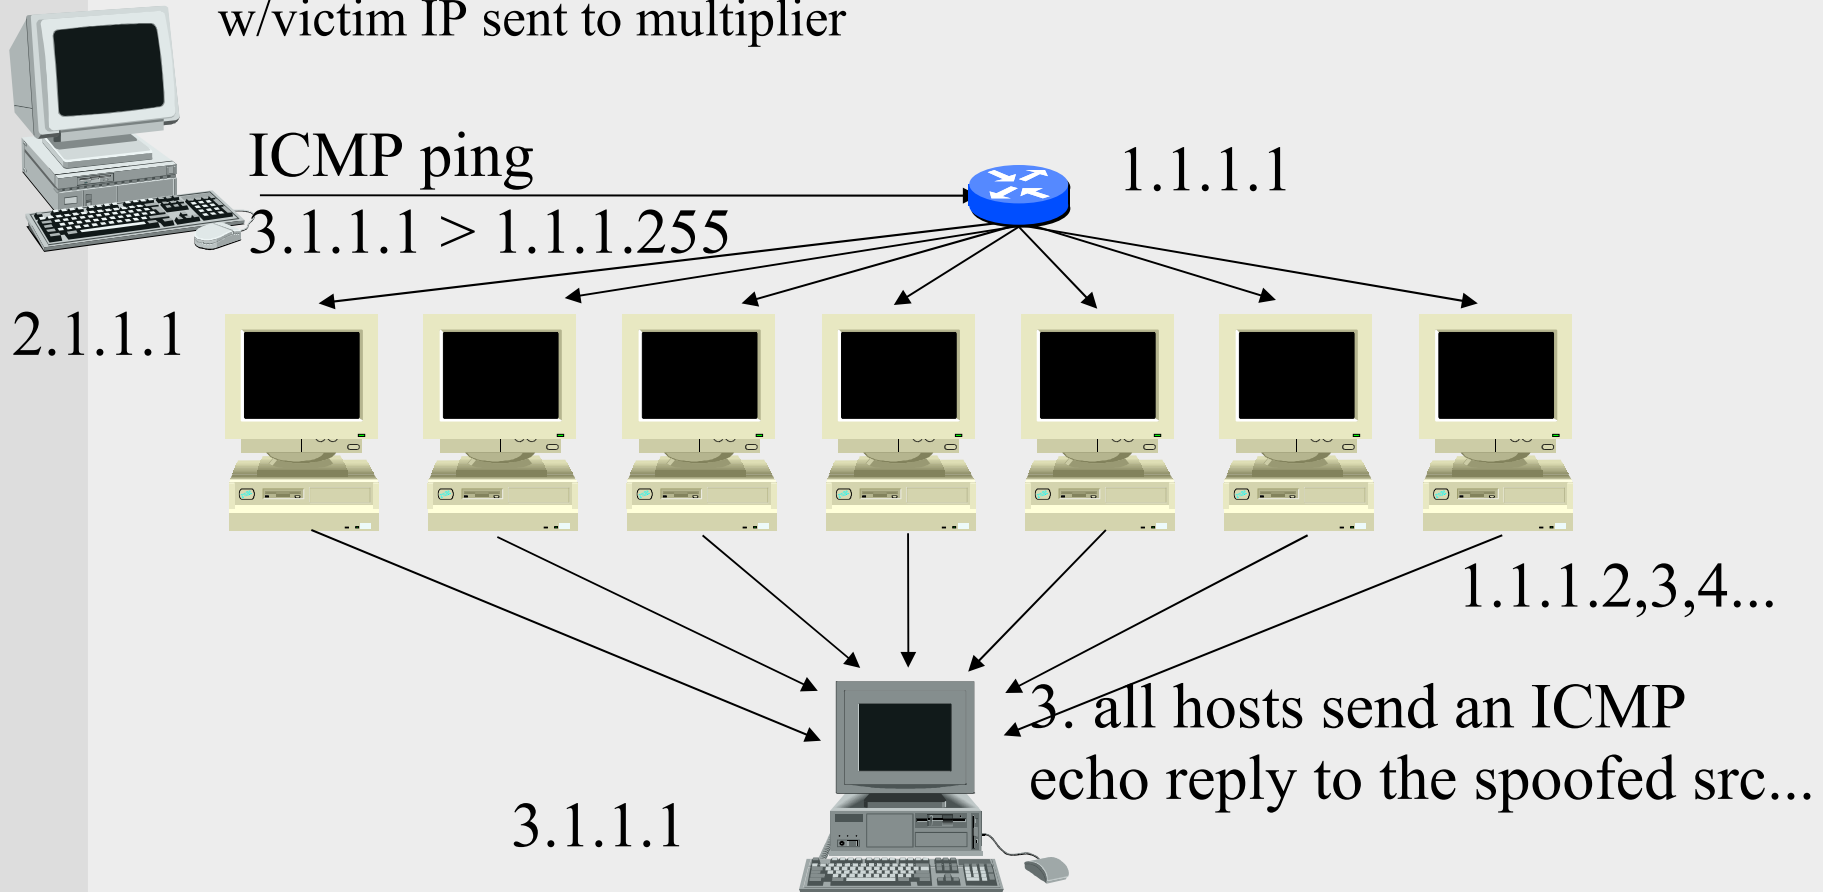 w/victim IP sent to multiplier
ICMP ping
1.1.1.1
3.1.1.1 > 1.1.1.255
2.1.1.1
1.1.1.2,3,4...
3. all hosts send an ICMP
echo reply to the spoofed src...
3.1.1.1